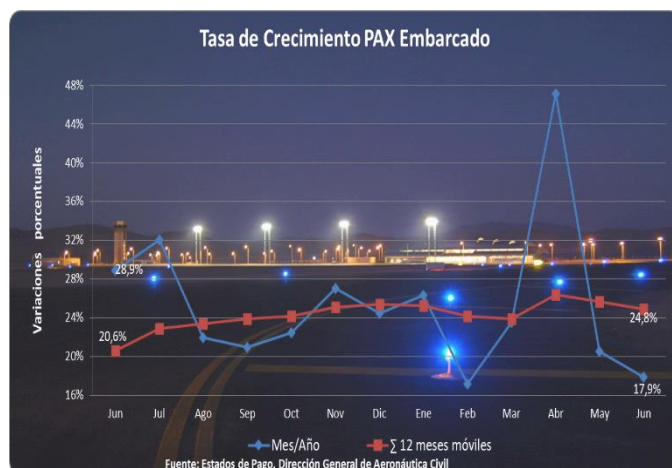 Tasa de Crecimiento PAX Embarcado
Variaciones porcentuales
48%
44%
40%
36%
32%
28%
24%
20%
16%
28,9%
20,6%
24,8%
17,9%
Jun Jul Ago Sep Oct Nov Dic Ene Feb Mar Abr May Jun
Mes/Año ∑ 12 meses móviles
Fuente: Estados de Pago, Dirección General de Aeronáutica Civil